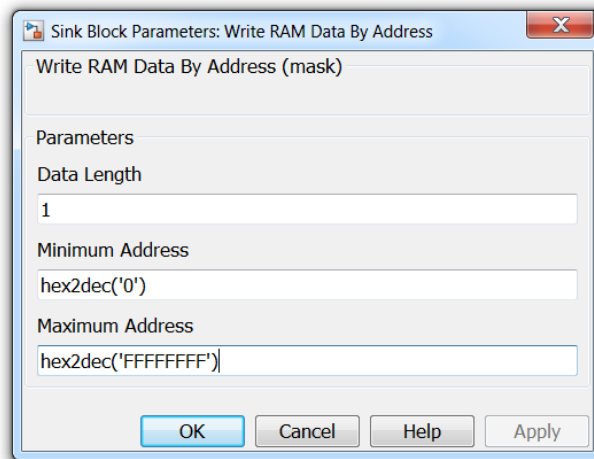 Sink Block Parameters: Write RAM Data By Address
Write RAM Data By Address (mask)
Parameters
Data Length
1
Minimum Address
hex2dec('0')
Maximum Address
hex2dec('FFFFFFFF')
OK Cancel Help Apply